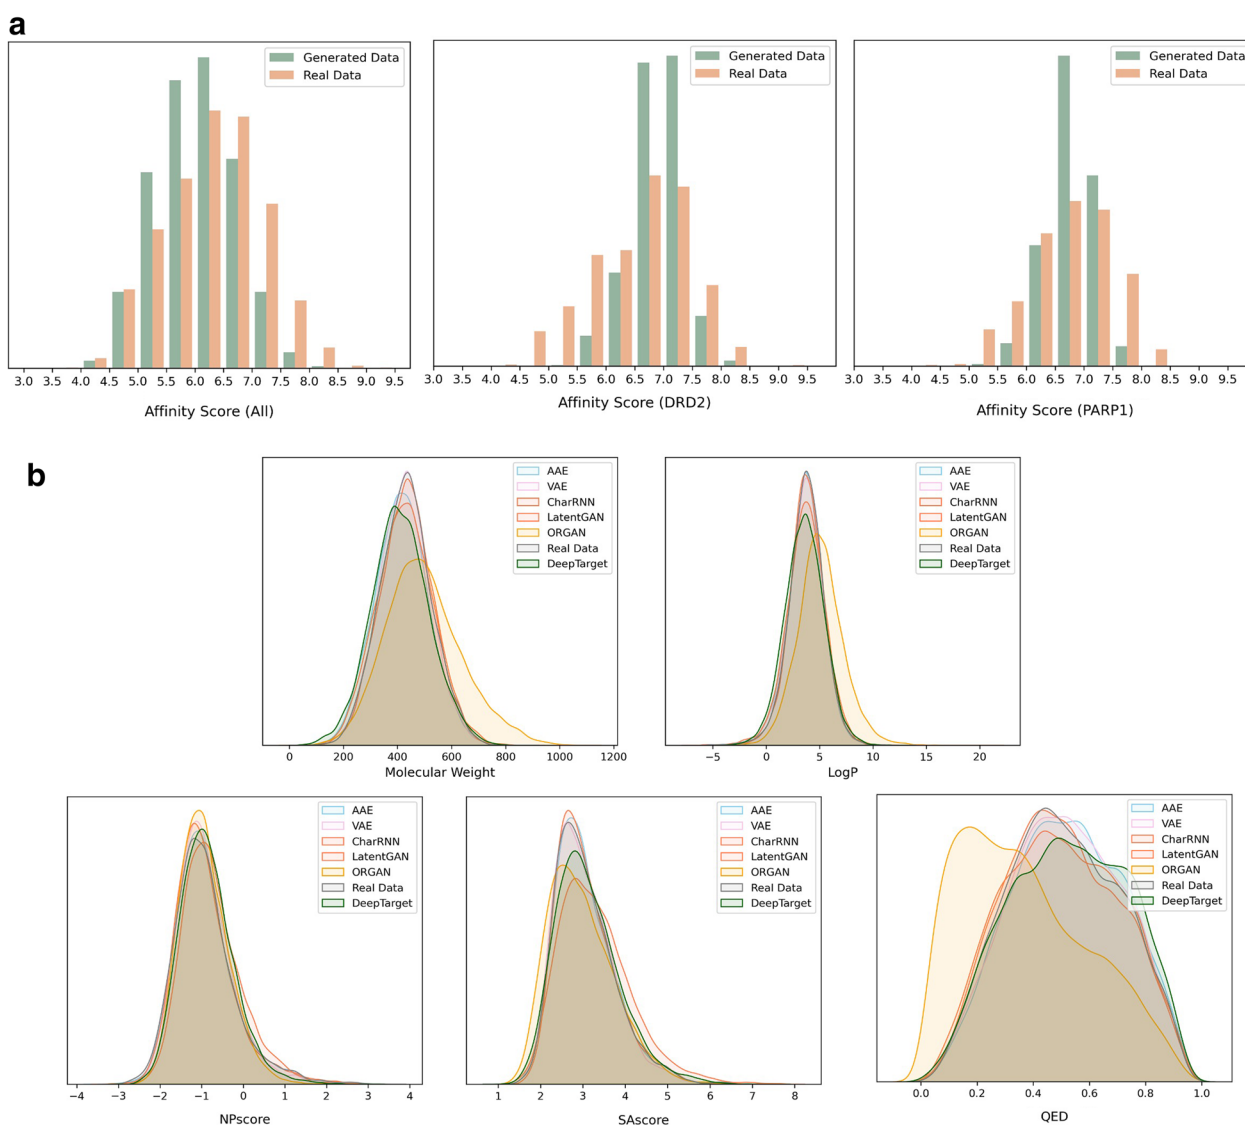 a
Generated Data
Real Data
3.0 3.5 4.0 4.5 5.0 5.5 6.0 6.5 7.0 7.5 8.0 8.5 9.0 9.5
Affinity Score (All)
Generated Data
Real Data
3.0 3.5 4.0 4.5 5.5 6.0 6.5 7.0 7.5 8.0 8.5 9.0 9.5
Affinity Score (DRD2)
Generated Data
Real Data
3.0 3.5 4.0 4.5 5.0 5.5 6.0 6.5 7.0 7.5 8.0 8.5 9.0 9.5
Affinity Score (PARP1)
b
AAE
VAE
CharRNN
LatentGAN
ORGAN
Real Data
DeepTarget
0 200 400 600 800 1000 1200
Molecular Weight
AAE
VAE
CharRNN
LatentGAN
ORGAN
Real Data
DeepTarget
−5 0 5 10 15 20
LogP
AAE
VAE
CharRNN
LatentGAN
ORGAN
Real Data
DeepTarget
−4 −3 −2 −1 0 1 2 3 4
NPscore
AAE
VAE
CharRNN
LatentGAN
ORGAN
Real Data
DeepTarget
1 2 3 4 5 6 7 8
SAscore
AAE
VAE
CharRNN
LatentGAN
ORGAN
Real Data
DeepTarget
0.0 0.2 0.4 0.6 0.8 1.0
QED